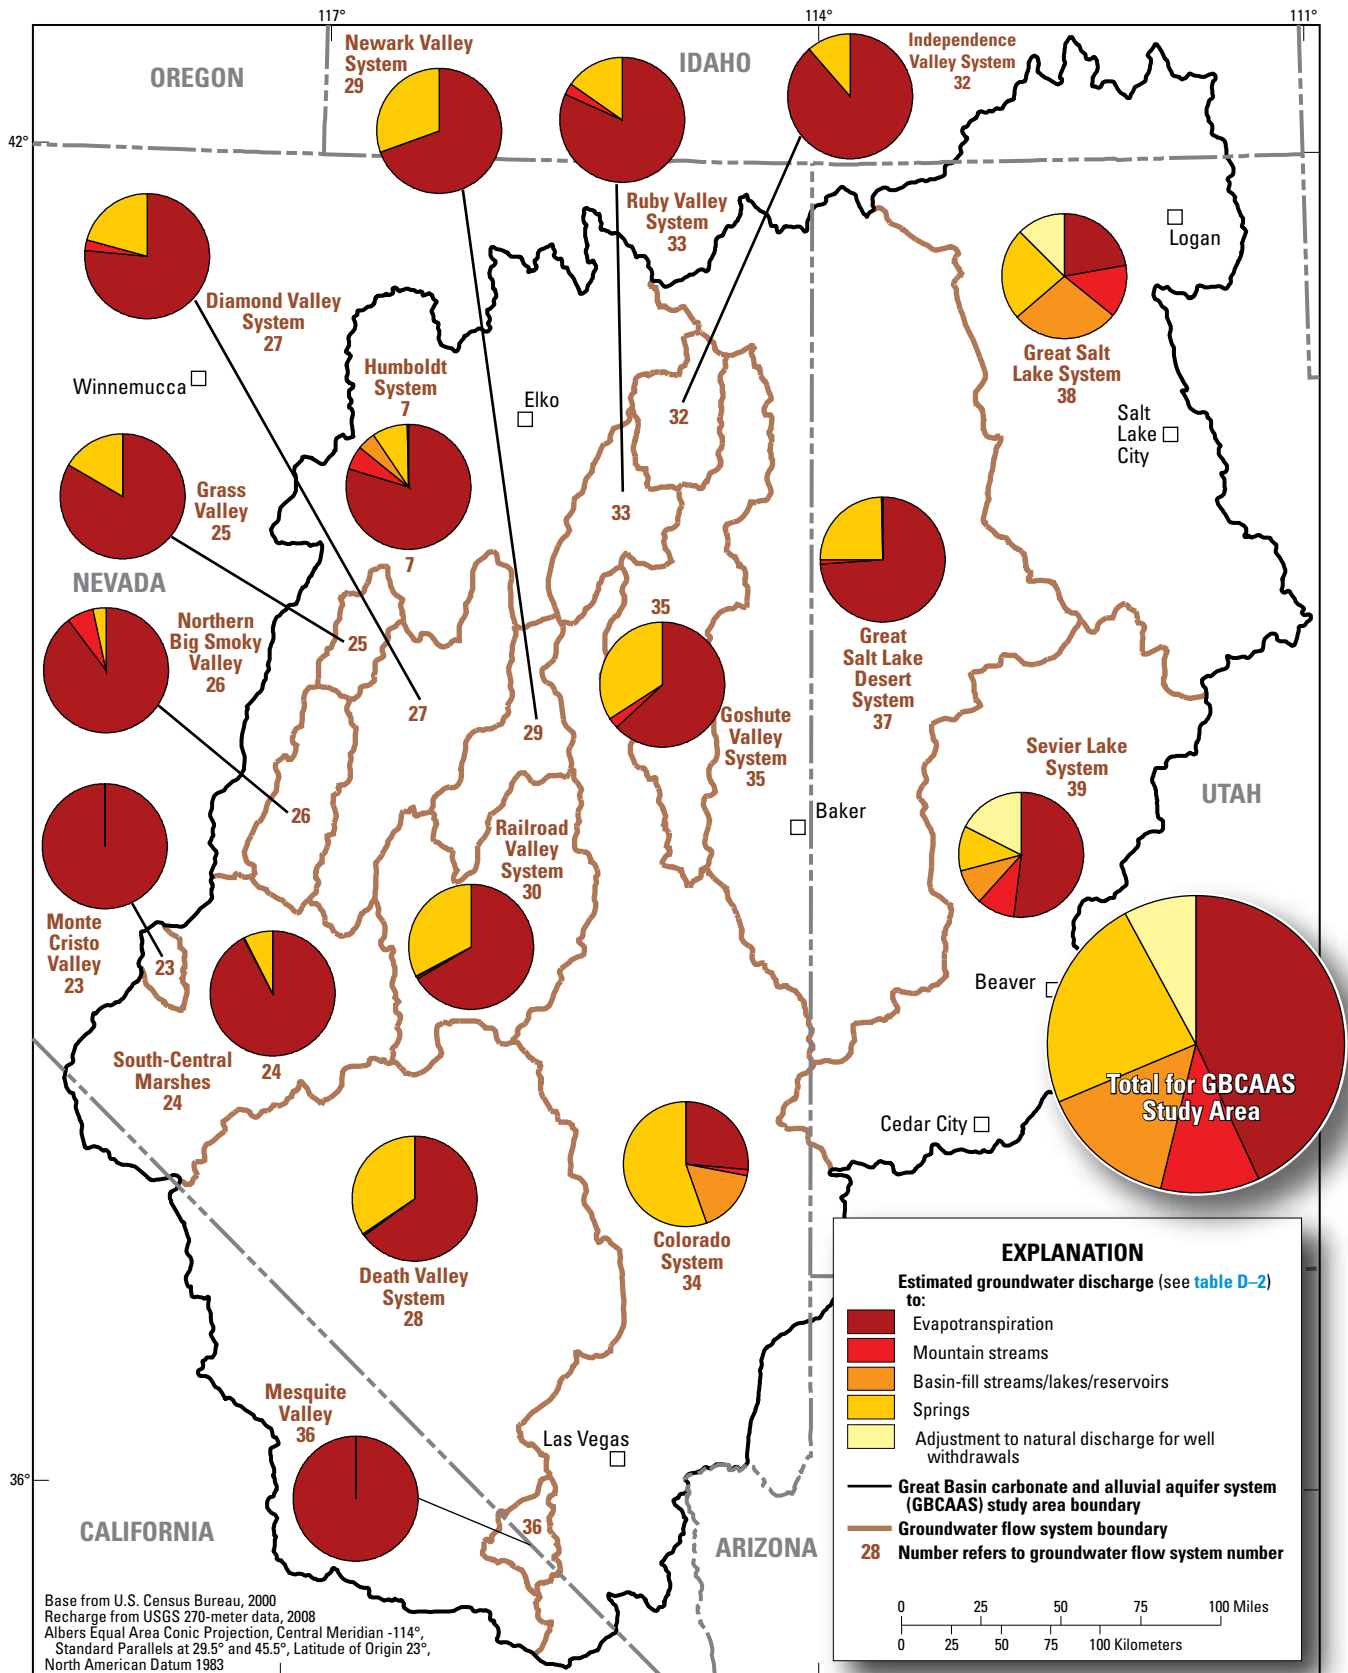 117°
114°
111°
42°
36°
OREGON
IDAHO
NEVADA
UTAH
CALIFORNIA
ARIZONA
Newark Valley
System
29
Independence
Valley System
32
Ruby Valley
System
33
Diamond Valley
System
27
Humboldt
System
7
7
Winnemucca
Elko
Logan
Great Salt
Lake System
38
Salt
Lake
City
Grass
Valley
25
32
33
Northern
Big Smoky
Valley
26
25
27
29
35
Goshute
Valley
System
35
Great
Salt Lake
Desert
System
37
Sevier Lake
System
39
26
Railroad
Valley
System
30
Baker
Monte
Cristo
Valley
23
23
South-Central
Marshes
24
24
Beaver
Total for GBCAAS
Study Area
Cedar City
Death Valley
System
28
Colorado
System
34
Mesquite
Valley
36
Las Vegas
36
EXPLANATION
Estimated groundwater discharge (see table D–2)
to:
Evapotranspiration
Mountain streams
Basin-fill streams/lakes/reservoirs
Springs
Adjustment to natural discharge for well
withdrawals
Great Basin carbonate and alluvial aquifer system
(GBCAAS) study area boundary
Groundwater flow system boundary
28 Number refers to groundwater flow system number
0 25 50 75 100 Miles
0 25 50 75 100 Kilometers
Base from U.S. Census Bureau, 2000
Recharge from USGS 270-meter data, 2008
Albers Equal Area Conic Projection, Central Meridian -114°,
Standard Parallels at 29.5° and 45.5°, Latitude of Origin 23°,
North American Datum 1983